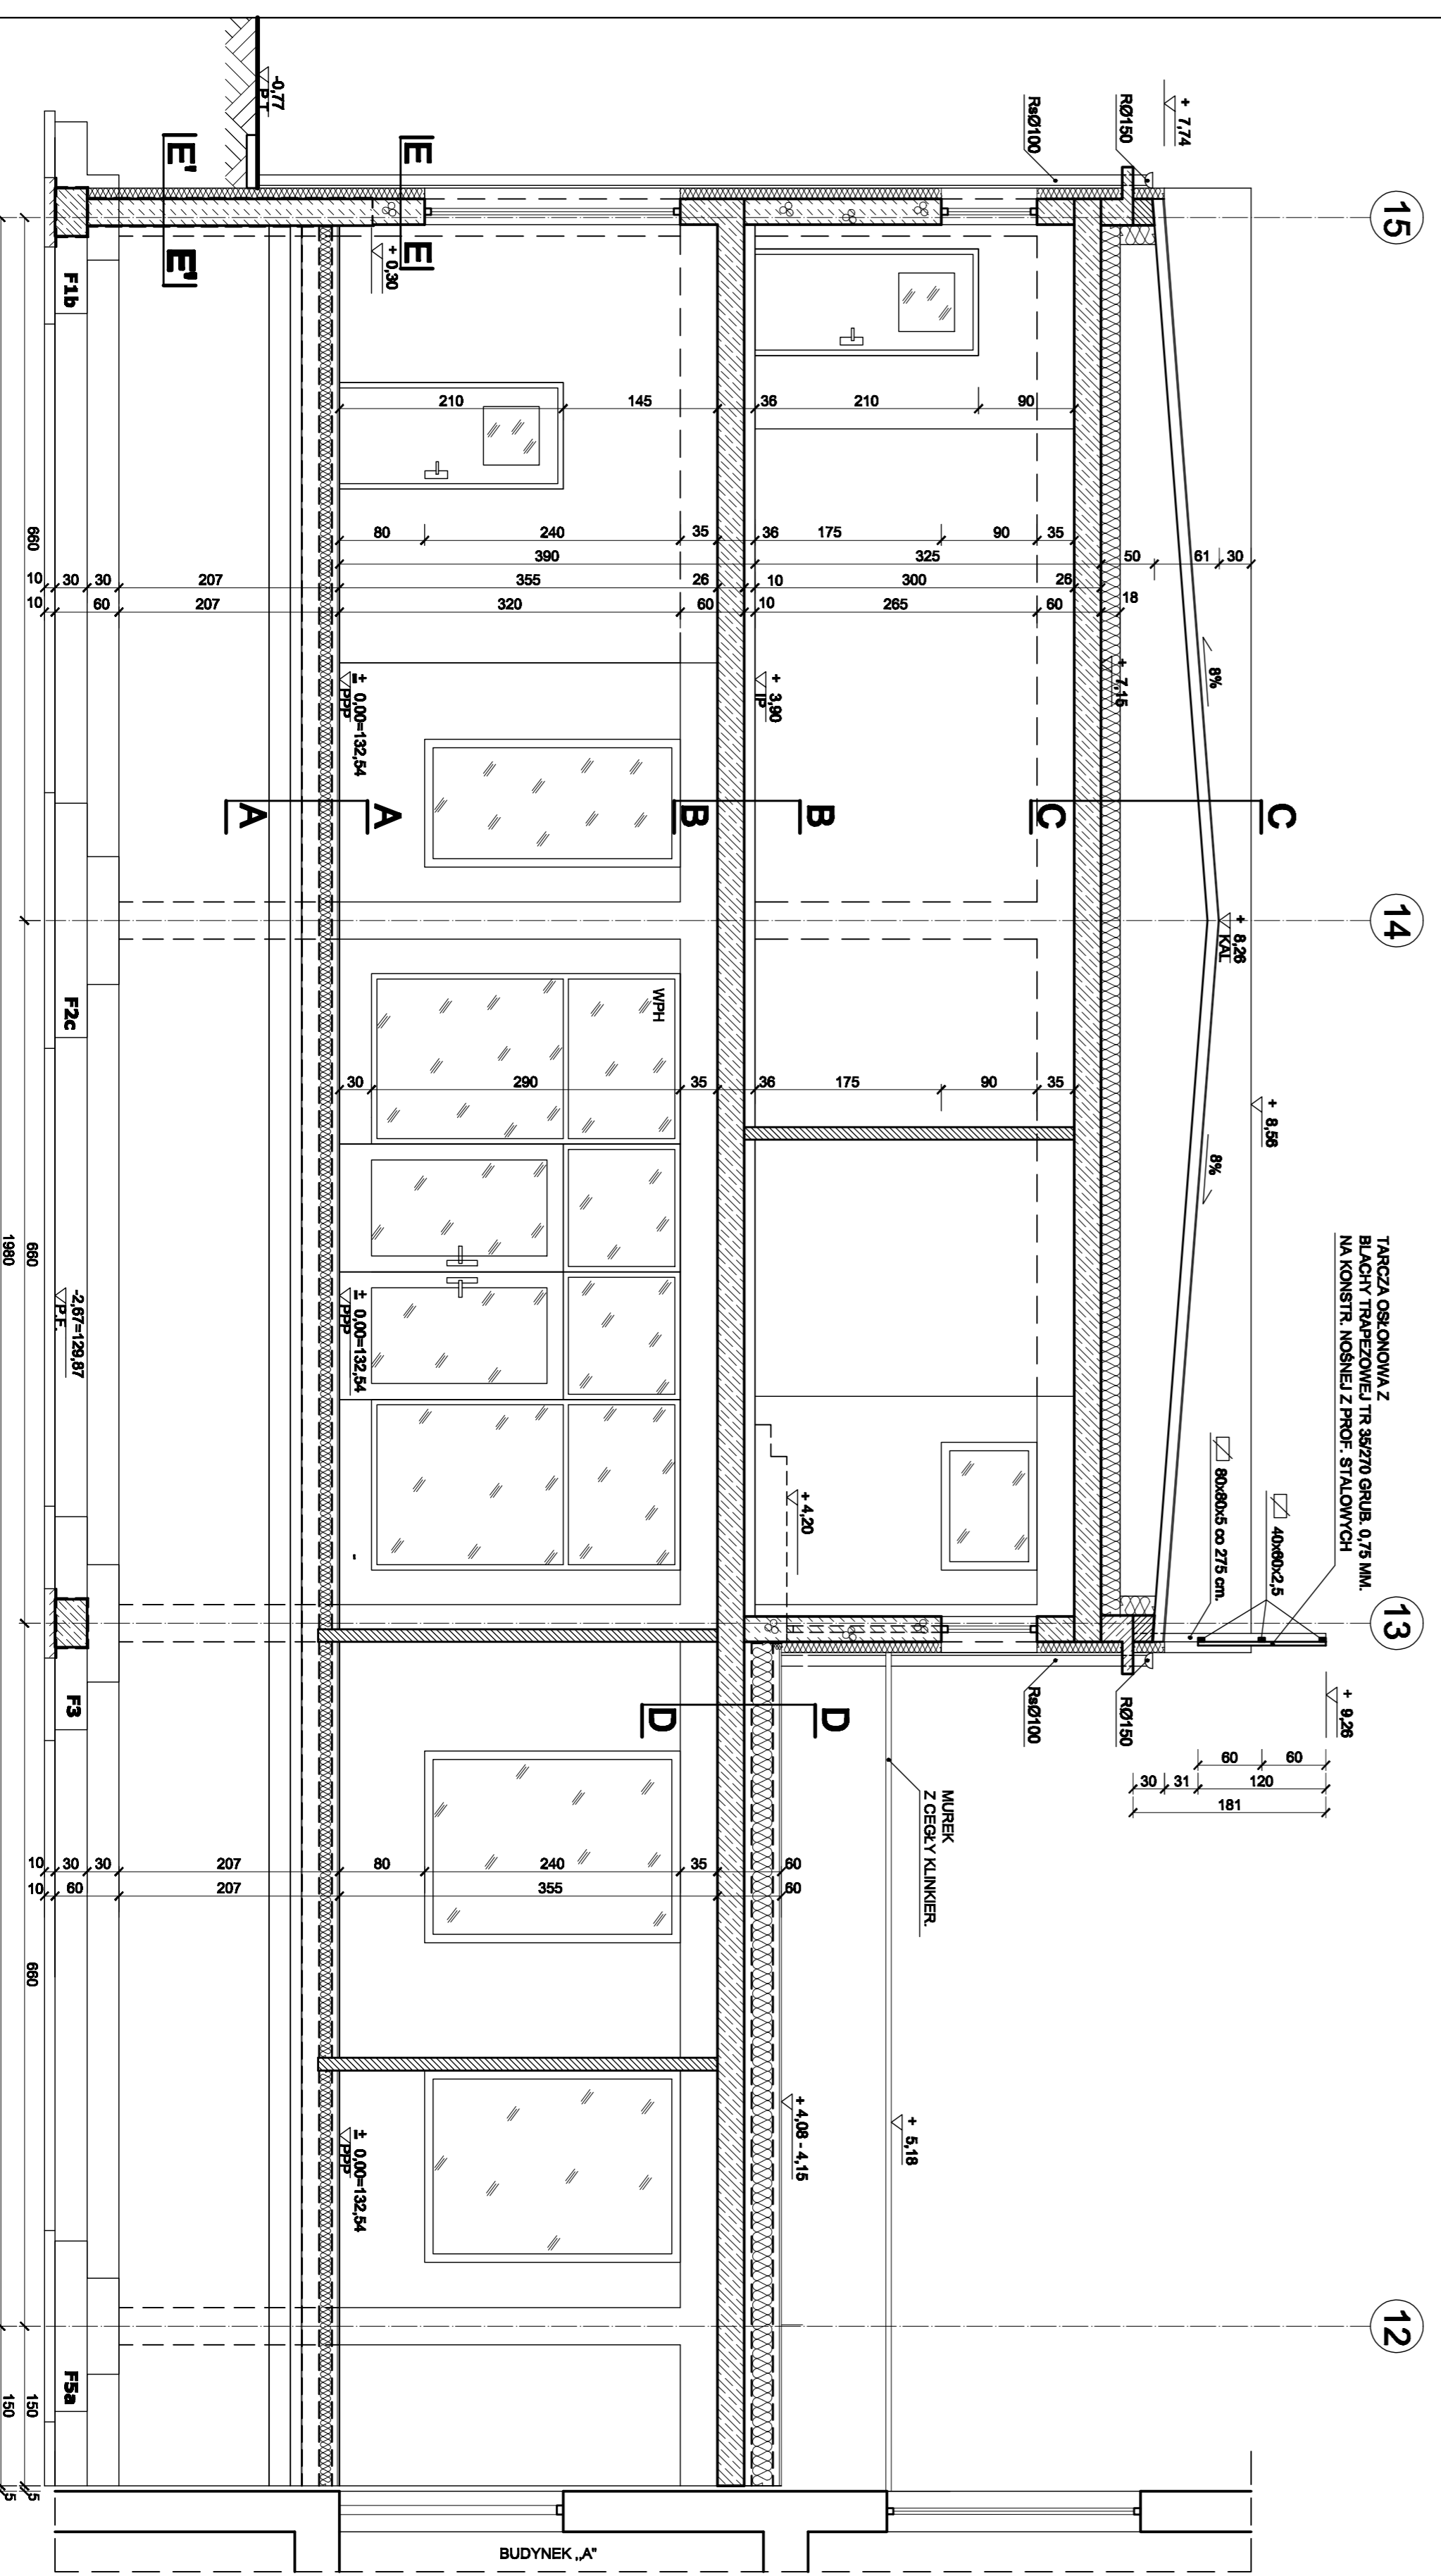 15
14
13
12
+ 7,74
RØ150
RsØ100
-0,77
P.T.
E
E
E'
E'
+ 0,30
F1b
210
145
36
210
90
80
240
35
36
175
90
35
390
325
50
61
30
10
30
30
207
355
26
10
300
26
10
60
207
320
60
10
265
60
18
660
± 0,00=132,54
PPP
+ 3,90
IP
+ 7,15
8%
A
A
B
B
C
C
+ 8,26
KAL
F2c
WPH
30
290
35
36
175
90
35
+ 8,56
8%
TARCZA OSŁONOWA Z
BLACHY TRAPEZOWEJ TR 35/270 GRUB. 0,75 MM.
NA KONSTR. NOŚNEJ Z PROF. STALOWYCH
40x60x2,5
80x80x5 co 275 cm.
660
1980
-2,67=129,87
P.F.
± 0,00=132,54
PPP
+ 4,20
F3
D
D
RsØ100
RØ150
+ 9,26
60
60
30
31
120
181
MUREK
Z CEGŁY KLINKIER.
10
30
30
207
80
240
35
60
10
60
207
355
60
660
± 0,00=132,54
PPP
+ 4,08 - 4,15
+ 5,18
F5a
150
150
5
5
BUDYNEK „A"